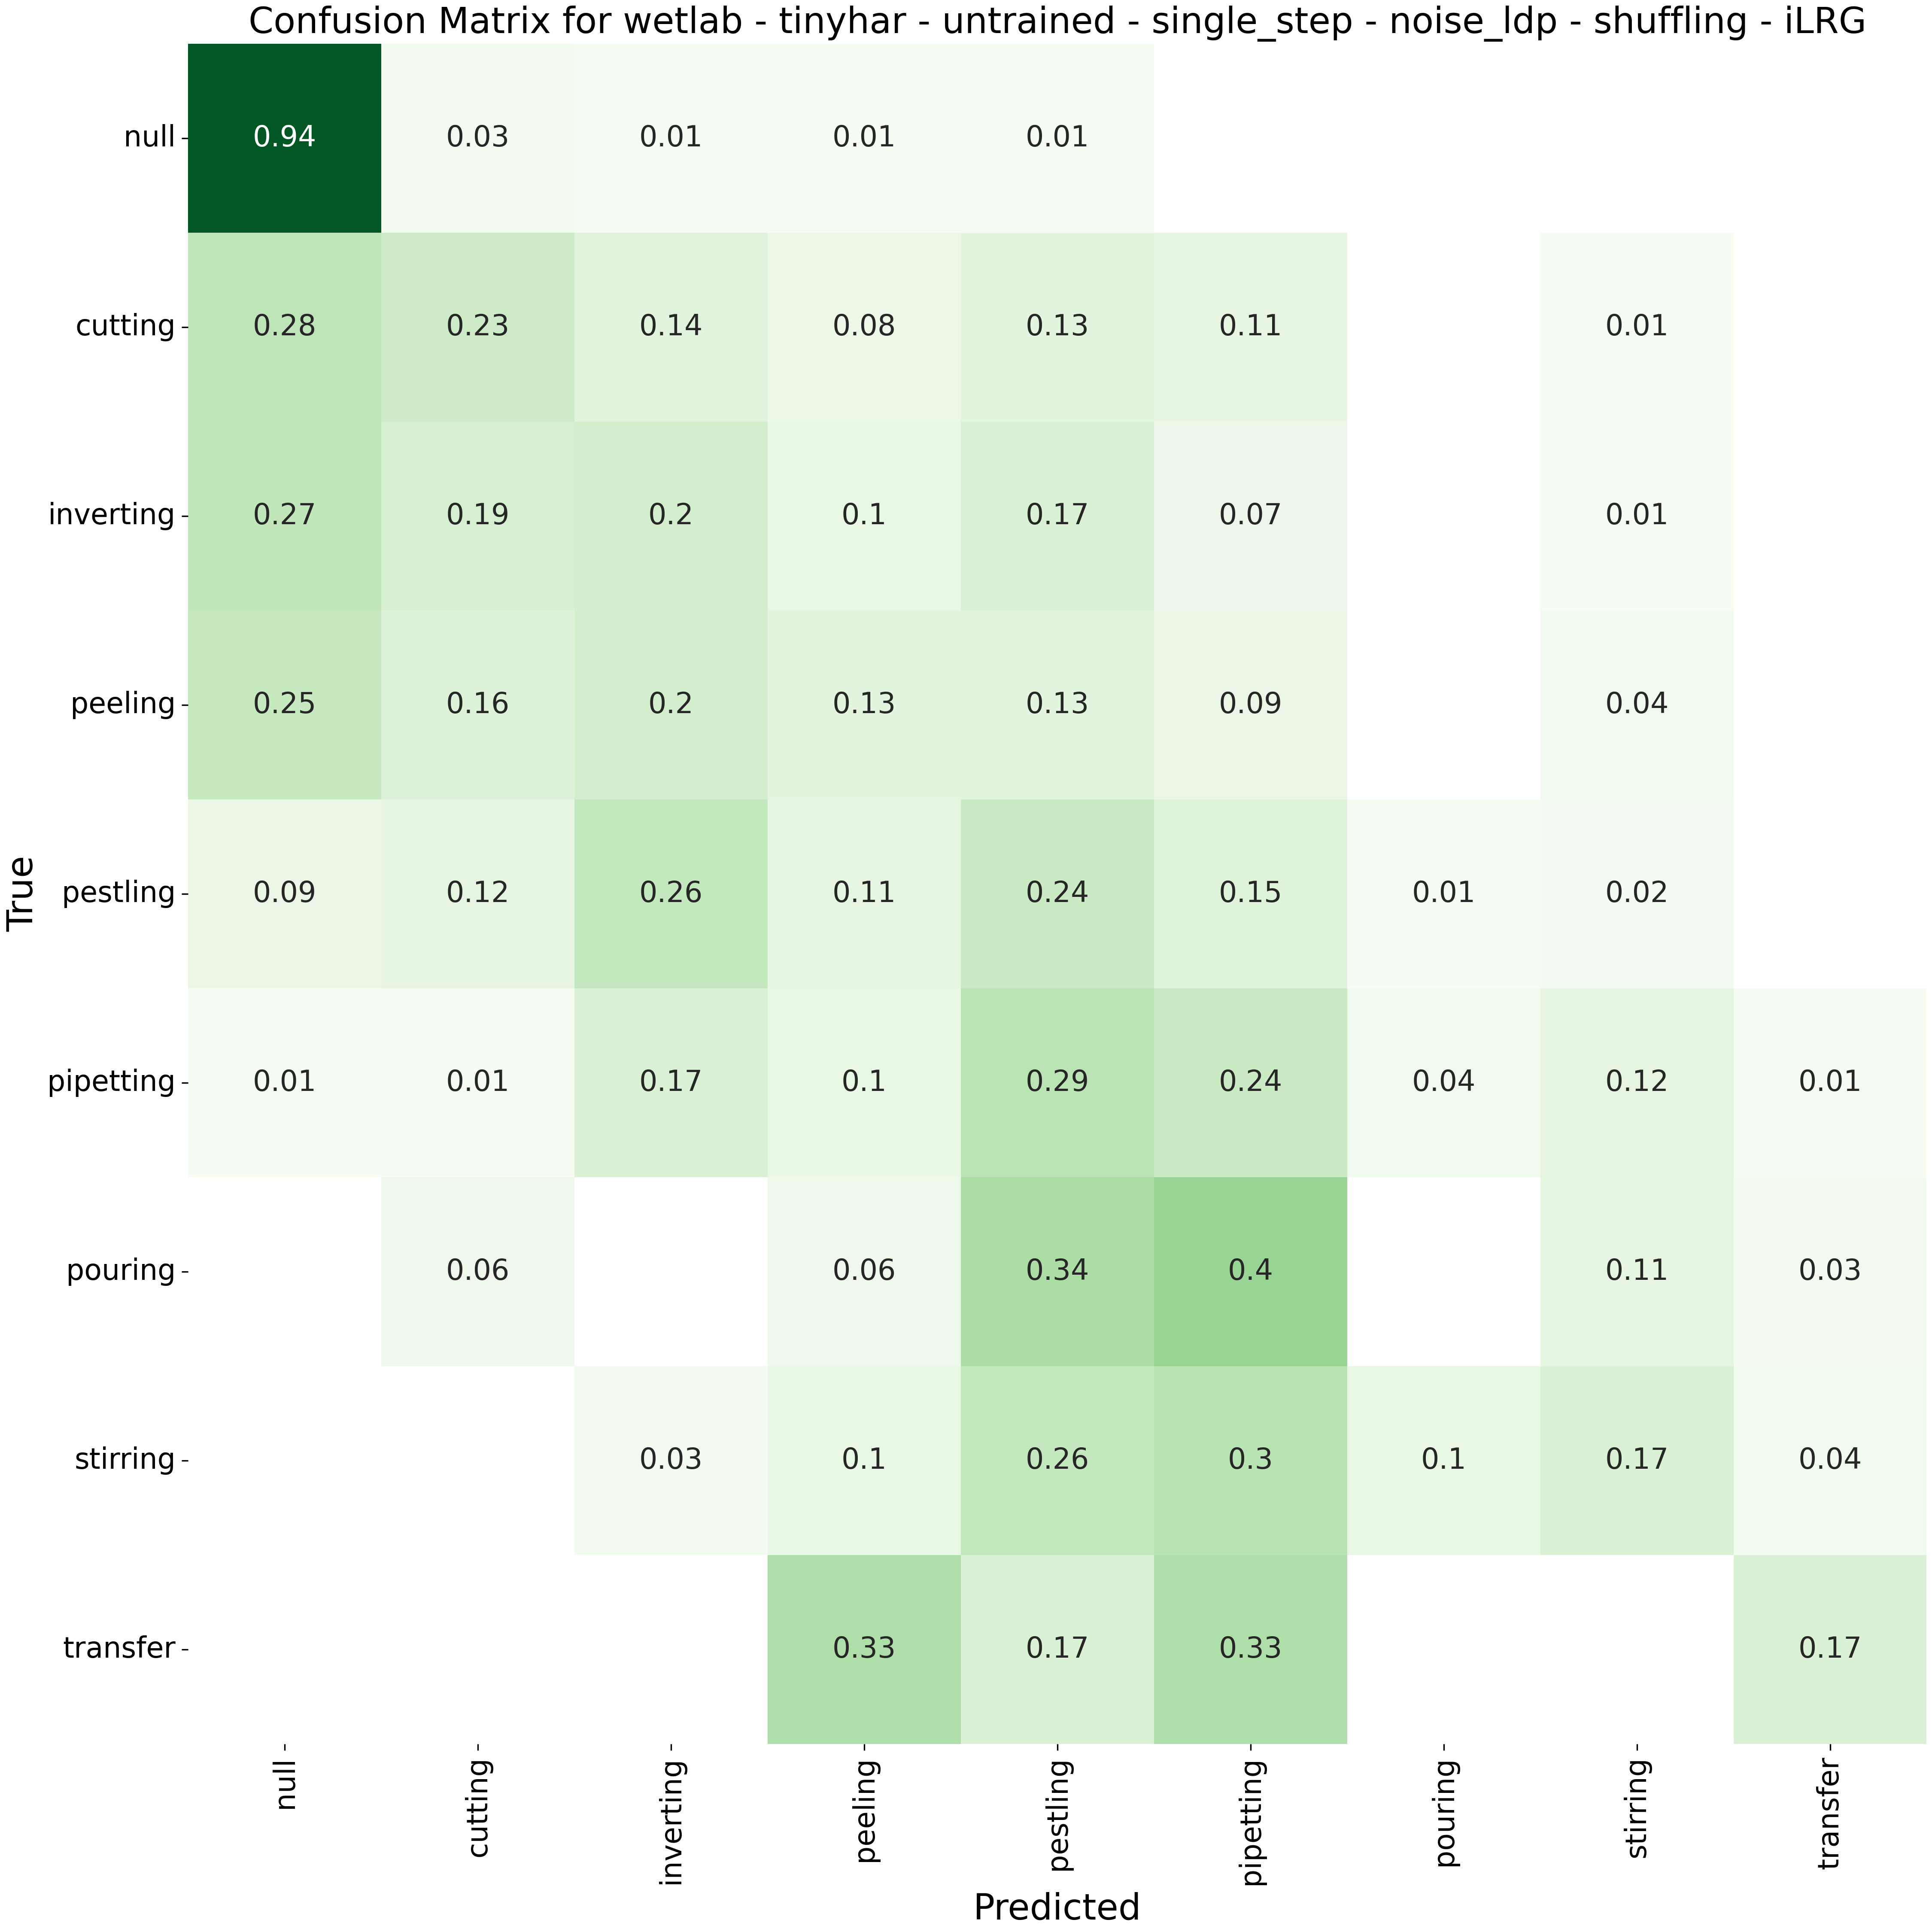 Confusion Matrix for wetlab - tinyhar - untrained - single_step - noise_ldp - shuffling - iLRG
null 0.94 0.03 0.01 0.01 0.01
cutting 0.28 0.23 0.14 0.08 0.13 0.11 0.01
inverting 0.27 0.19 0.2 0.1 0.17 0.07 0.01
peeling 0.25 0.16 0.2 0.13 0.13 0.09 0.04
pestling 0.09 0.12 0.26 0.11 0.24 0.15 0.01 0.02
pipetting 0.01 0.01 0.17 0.1 0.29 0.24 0.04 0.12 0.01
pouring 0.06 0.06 0.34 0.4 0.11 0.03
stirring 0.03 0.1 0.26 0.3 0.1 0.17 0.04
transfer 0.33 0.17 0.33 0.17
True
null cutting inverting peeling pestling pipetting pouring stirring transfer
Predicted